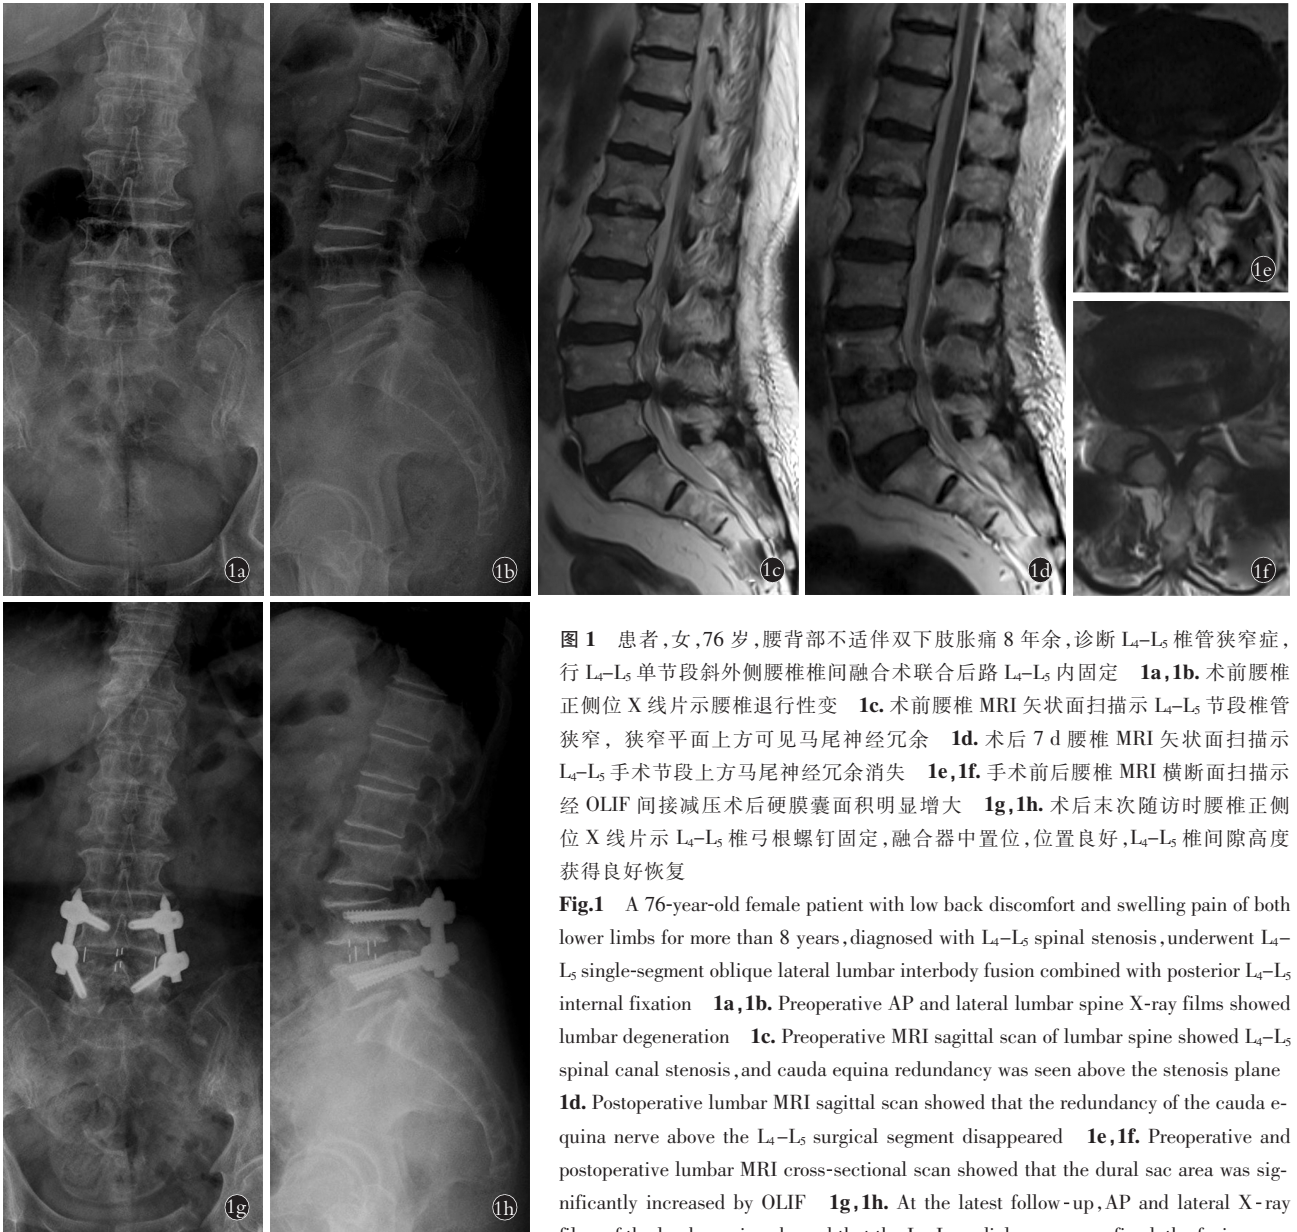 1a
1b
1c
1d
1e
1f
1g
1h
图 1 患者,女,76 岁,腰背部不适伴双下肢胀痛 8 年余,诊断 L4-L5 椎管狭窄症,
行 L4-L5 单节段斜外侧腰椎椎间融合术联合后路 L4-L5 内固定 1a,1b. 术前腰椎
正侧位 X 线片示腰椎退行性变 1c. 术前腰椎 MRI 矢状面扫描示 L4-L5 节段椎管
狭窄, 狭窄平面上方可见马尾神经冗余 1d. 术后 7 d 腰椎 MRI 矢状面扫描示
L4-L5 手术节段上方马尾神经冗余消失 1e,1f. 手术前后腰椎 MRI 横断面扫描示
经 OLIF 间接减压术后硬膜囊面积明显增大 1g,1h. 术后末次随访时腰椎正侧
位 X 线片示 L4-L5 椎弓根螺钉固定,融合器中置位,位置良好,L4-L5 椎间隙高度
获得良好恢复
Fig.1 A 76-year-old female patient with low back discomfort and swelling pain of both
lower limbs for more than 8 years,diagnosed with L4-L5 spinal stenosis,underwent L4-
L5 single-segment oblique lateral lumbar interbody fusion combined with posterior L4-L5
internal fixation 1a,1b. Preoperative AP and lateral lumbar spine X-ray films showed
lumbar degeneration 1c. Preoperative MRI sagittal scan of lumbar spine showed L4-L5
spinal canal stenosis,and cauda equina redundancy was seen above the stenosis plane
1d. Postoperative lumbar MRI sagittal scan showed that the redundancy of the cauda e-
quina nerve above the L4-L5 surgical segment disappeared 1e,1f. Preoperative and
postoperative lumbar MRI cross-sectional scan showed that the dural sac area was sig-
nificantly increased by OLIF 1g,1h. At the latest follow-up,AP and lateral X-ray